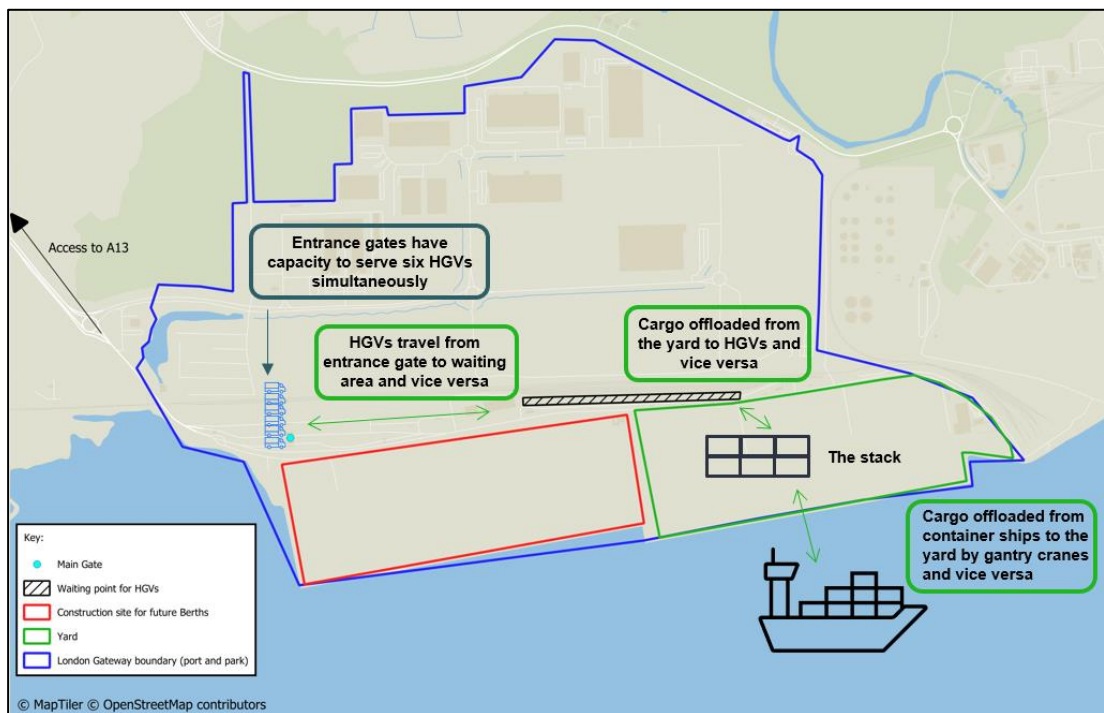 Access to A13
Entrance gates have
capacity to serve six HGVs
simultaneously
HGVs travel from
entrance gate to waiting
area and vice versa
Cargo offloaded from
the yard to HGVs and
vice versa
The stack
Cargo offloaded from
container ships to the
yard by gantry cranes
and vice versa
Key:
Main Gate
Waiting point for HGVs
Construction site for future Berths
Yard
London Gateway boundary (port and park)
© MapTiler © OpenStreetMap contributors